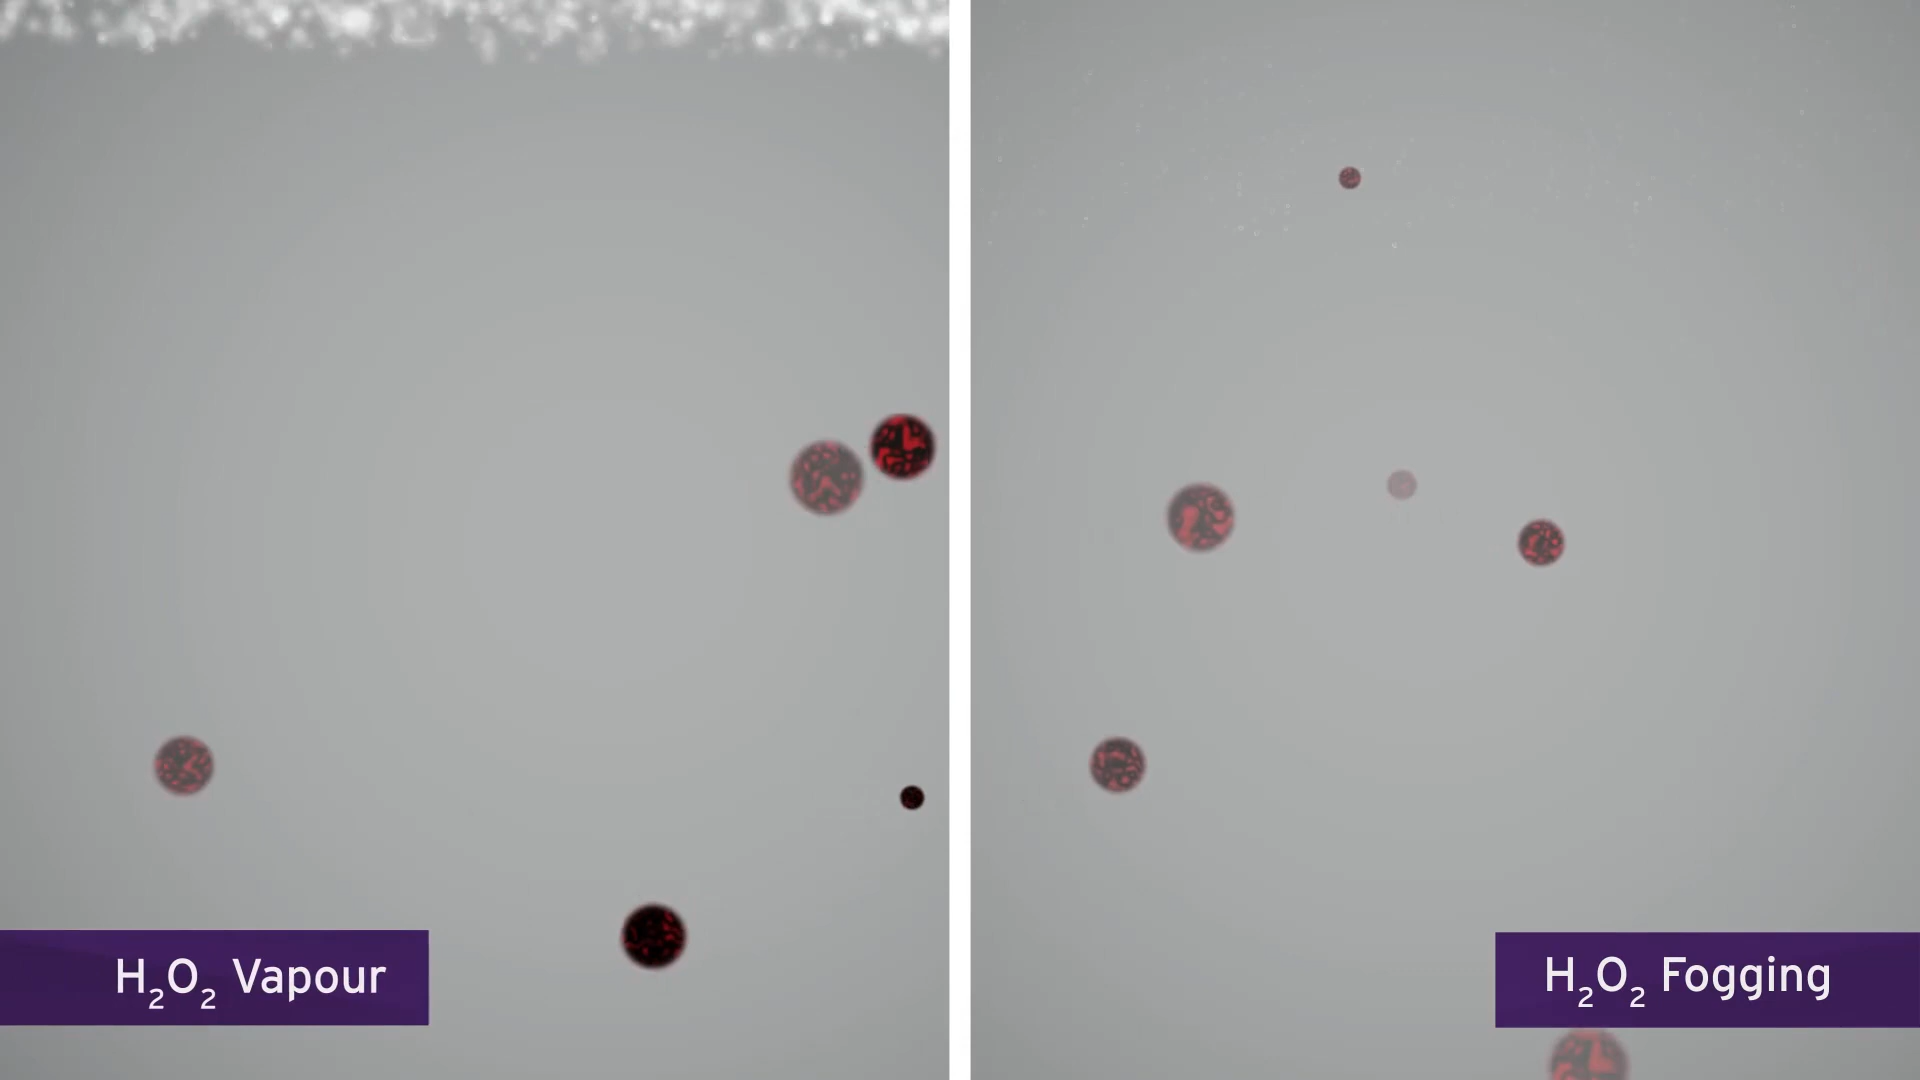 H₂O₂ Vapour
H₂O₂ Fogging